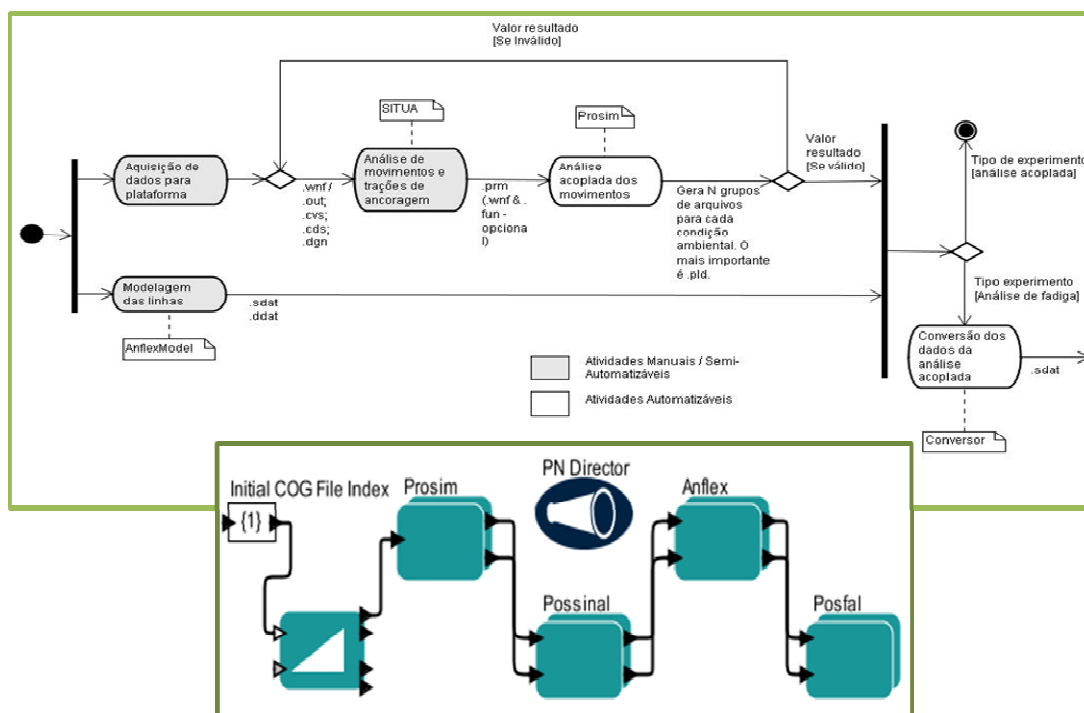 Valor resultado
[Se Inválido]
SITUA
Prosim
Aquisição de
dados para
plataforma
Análise de
movimentos e
trações de
ancoragem
Análise
acoplada dos
movimentos
Valor
resultado
[Se válido]
Tipo de experimento
[análise acoplada]
.wnf /
.out;
.cvs;
.cds;
.dgn
.prm
(.wnf & .
fun -
opciona
l)
Gera N grupos
de arquivos
para cada
condição
ambiental. O
mais importante
é .pld.
Modelagem
das linhas
.sdat
.ddat
AnflexModel
Tipo experimento
[Análise de fadiga]
Conversão dos
dados da
análise
acoplada
.sdat
Conversor
Atividades Manuais / Semi-
Automatizáveis
Atividades Automatizáveis
Initial COG File Index
{1}
Prosim
PN Director
Anflex
Possinal
Posfal